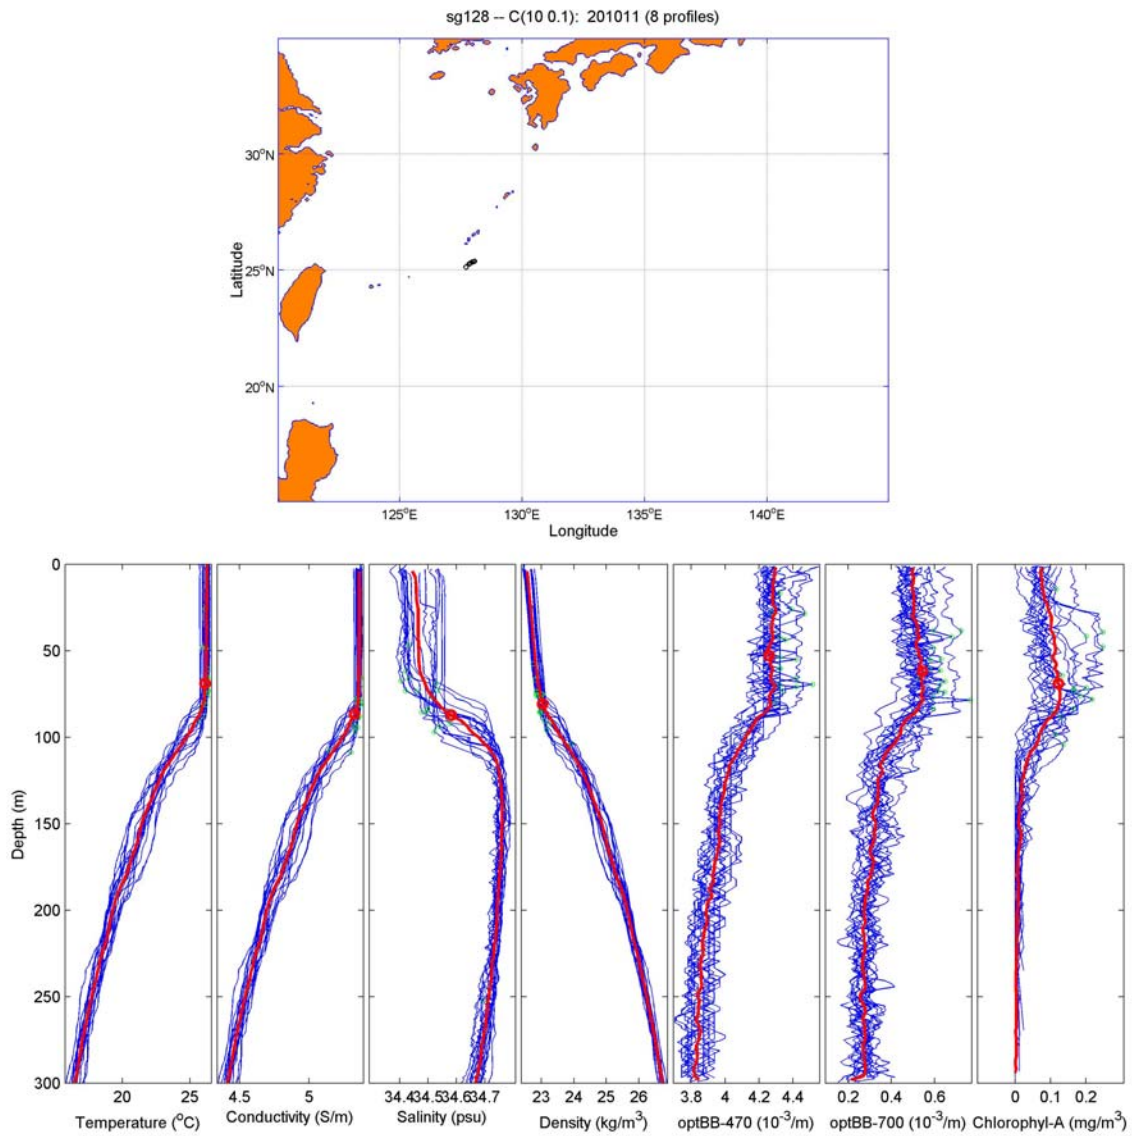 sg128 -- C(10 0.1): 201011 (8 profiles)
30°N
25°N
20°N
Latitude
125°E 130°E 135°E 140°E
Longitude
0
50
100
150
200
250
300
Depth (m)
20 25 4.5 5 34.4 34.5 34.6 34.7 23 24 25 26 3.8 4 4.2 4.4 0.2 0.4 0.6 0 0.1 0.2
Temperature (°C) Conductivity (S/m) Salinity (psu) Density (kg/m³) optBB-470 (10⁻³/m) optBB-700 (10⁻³/m) Chlorophyl-A (mg/m³)